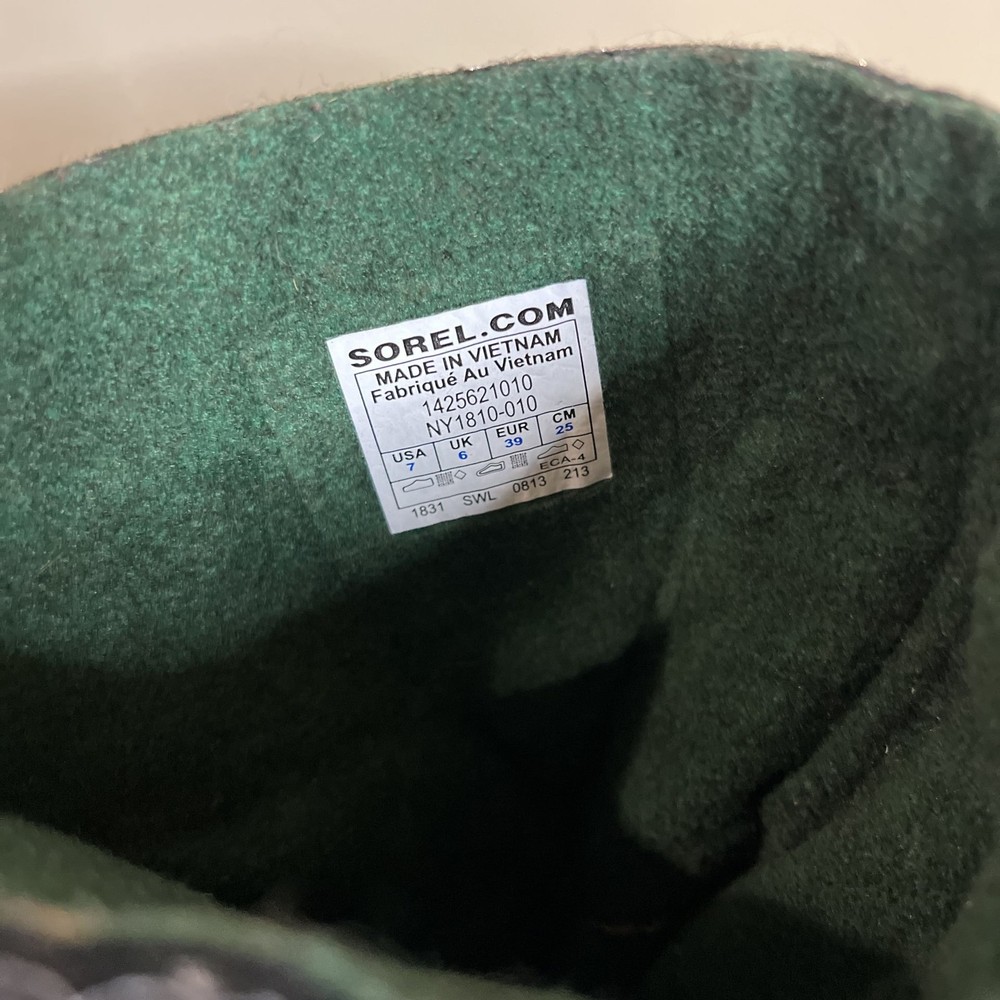 SOREL.COM
MADE IN VIETNAM
Fabriqué Au Vietnam
1425621010
NY1810-010
USA UK EUR CM
7 6 39 25
ECA-4
1831 SWL 0813 213